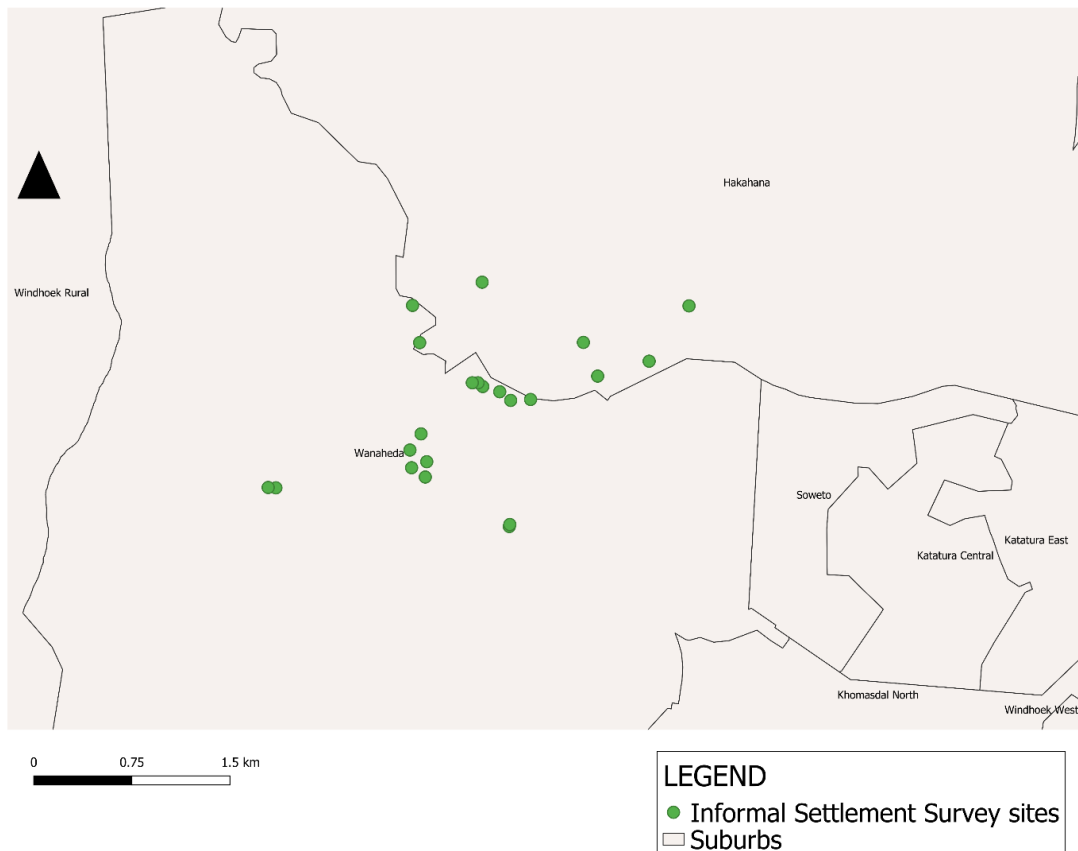 Hakahana
Windhoek Rural
Wanaheda
Soweto
Katatura East
Katatura Central
Khomasdal North
Windhoek West
0 0.75 1.5 km
LEGEND
Informal Settlement Survey sites
Suburbs